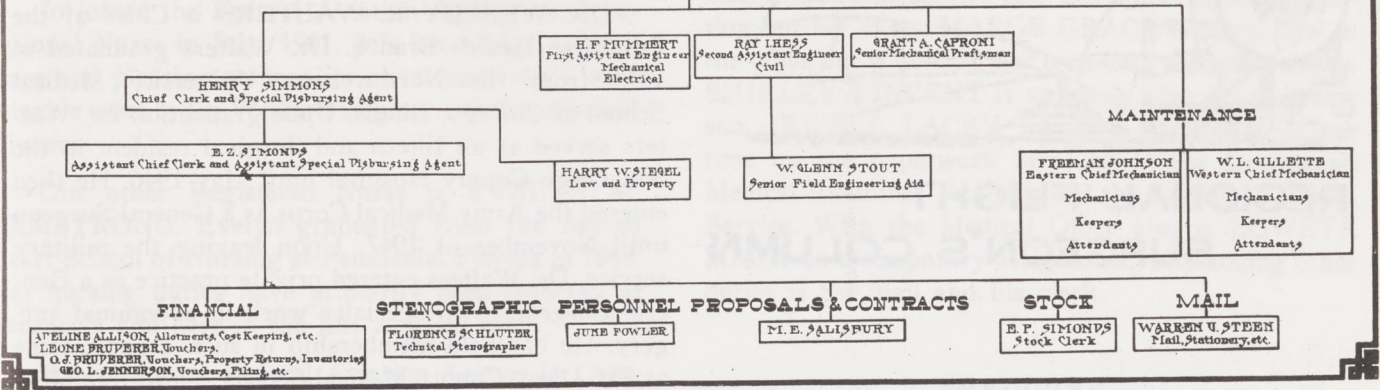 H.F MUMMERT
First Assistant Engineer
Mechanical
Electrical
RAY I.HESS
Second Assistant Engineer
Civil
GRANT A. CAPRONI
Senior Mechanical Draftsman
HENRY SIMMONS
Chief Clerk and Special Disbursing Agent
MAINTENANCE
E.Z. SIMONDS
Assistant Chief Clerk and Assistant Special Disbursing Agent
HARRY W. SIEGEL
Law and Property
W. GLENN STOUT
Senior Field Engineering Aid
FREEMAN JOHNSON
Eastern Chief Mechanician
Mechanicians
Keepers
Attendants
W.L. GILLETTE
Western Chief Mechanician
Mechanicians
Keepers
Attendants
FINANCIAL
ADELINE ALLISON, Allotments, Cost Keeping, etc.
LEONE DRUDERER, Vouchers.
O.J. DRUDERER, Vouchers, Property Returns, Inventories
GEO. L. JENNERSON, Vouchers, Filing, etc.
STENOGRAPHIC
FLORENCE SCHLUTER
Technical Stenographer
PERSONNEL
JUNE FOWLER
PROPOSALS & CONTRACTS
M.E. SALISBURY
STOCK
E.P. SIMONDS
Stock Clerk
MAIL
WARREN U. STEEN
Mail, Stationery, etc.